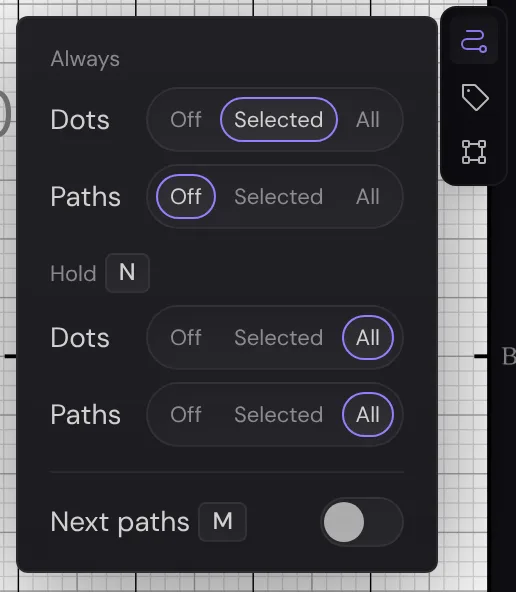 Always
Dots Off Selected All
Paths Off Selected All
Hold N
Dots Off Selected All
Paths Off Selected All
Next paths M
B